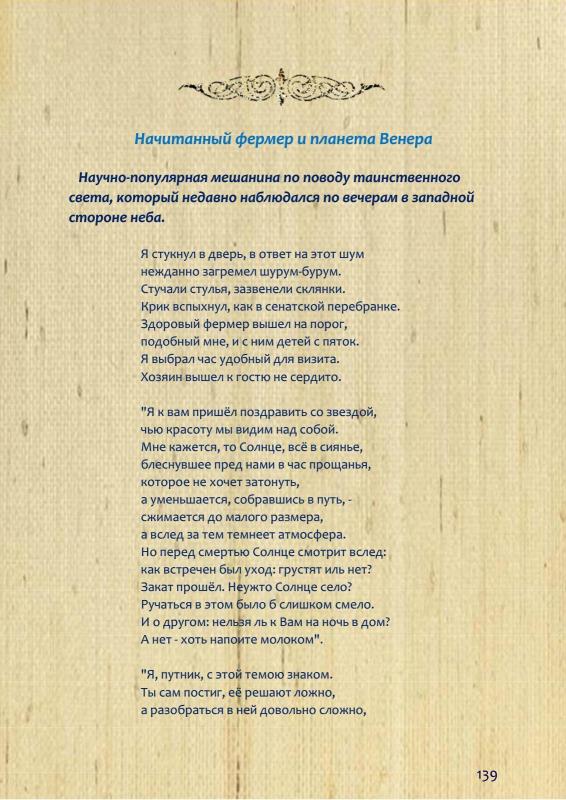 Начитанный фермер и планета Венера
Научно-популярная мешанина по поводу таинственного
света, который недавно наблюдался по вечерам в западной
стороне неба.
Я стукнул в дверь, в ответ на этот шум
нежданно загремел шурум-бурум.
Стучали стулья, зазвенели склянки.
Крик вспыхнул, как в сенатской перебранке.
Здоровый фермер вышел на порог,
подобный мне, и с ним детей с пяток.
Я выбрал час удобный для визита.
Хозяин вышел к гостю не сердито.
"Я к вам пришёл поздравить со звездой,
чью красоту мы видим над собой.
Мне кажется, то Солнце, всё в сиянье,
блеснувшее пред нами в час прощанья,
которое не хочет затонуть,
а уменьшается, собравшись в путь, -
сжимается до малого размера,
а вслед за тем темнеет атмосфера.
Но перед смертью Солнце смотрит вслед:
как встречен был уход: грустят иль нет?
Закат прошёл. Неужто Солнце село?
Ручаться в этом было б слишком смело.
И о другом: нельзя ль к Вам на ночь в дом?
А нет - хоть напоите молоком".
"Я, путник, с этой темою знаком.
Ты сам постиг, её решают ложно,
а разобраться в ней довольно сложно,
139